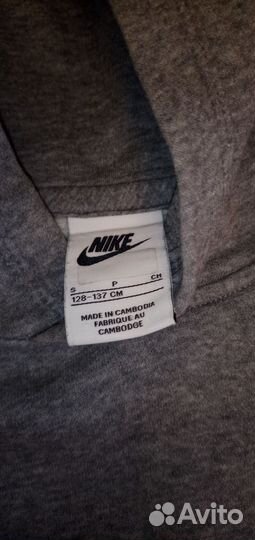 NIKE
S P CH
128-137 CM
MADE IN CAMBODIA
FABRIQUE AU
CAMBODGE
Avito